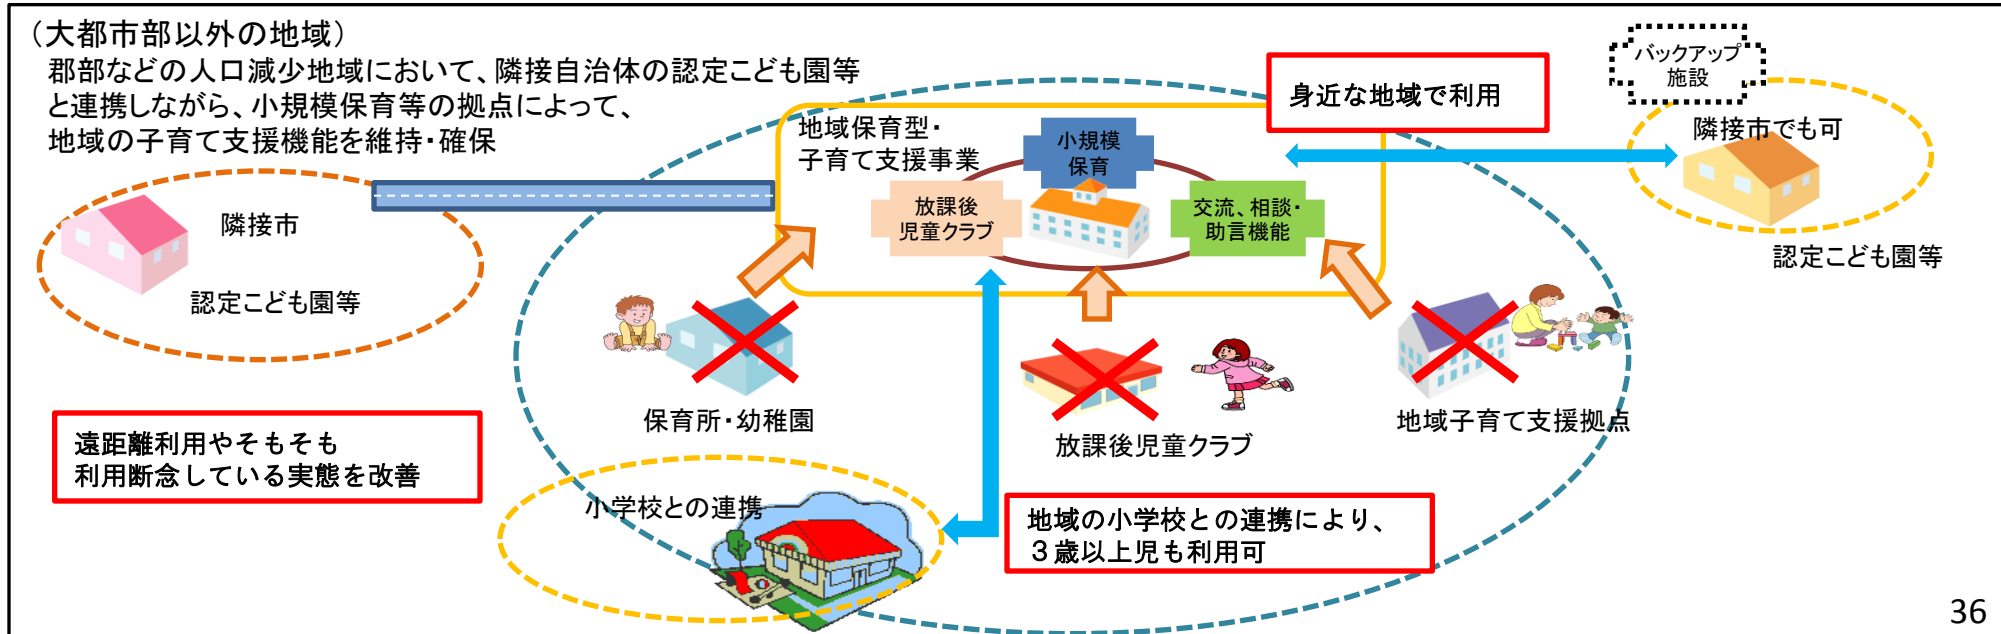 （大都市部以外の地域）
郡部などの人口減少地域において、隣接自治体の認定こども園等
と連携しながら、小規模保育等の拠点によって、
地域の子育て支援機能を維持・確保
バックアップ
施設
身近な地域で利用
隣接市でも可
地域保育型・
子育て支援事業
小規模
保育
放課後
児童クラブ
交流、相談・
助言機能
隣接市
認定こども園等
認定こども園等
保育所・幼稚園
放課後児童クラブ
地域子育て支援拠点
遠距離利用やそもそも
利用断念している実態を改善
小学校との連携
地域の小学校との連携により、
３歳以上児も利用可
36